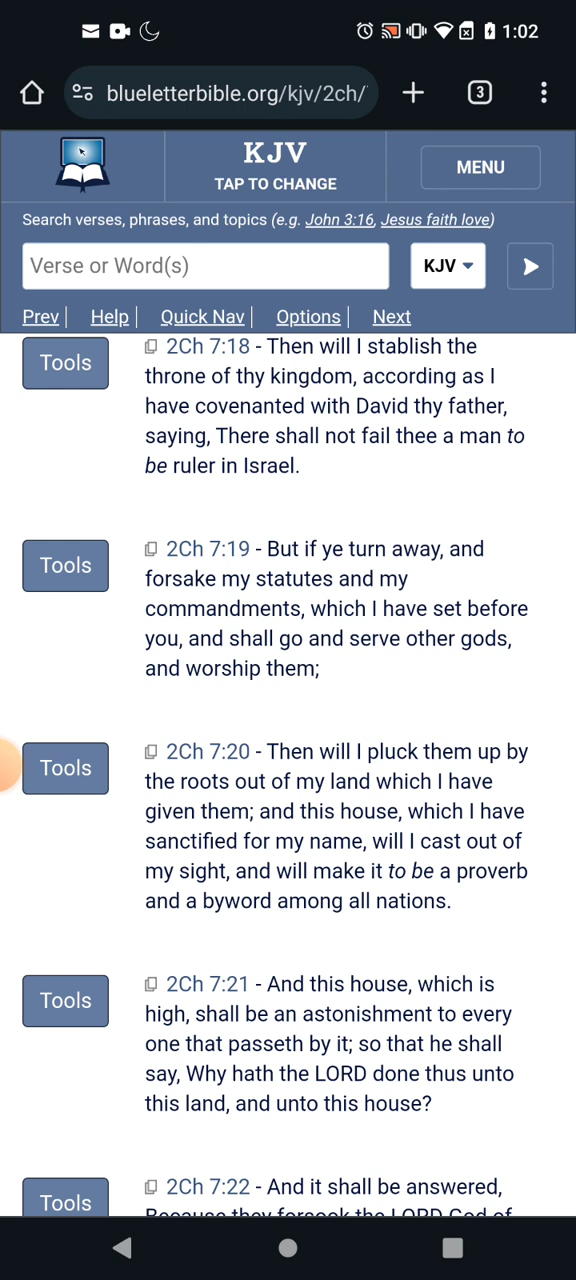 1:02
blueletterbible.org/kjv/2ch/
3
KJV
TAP TO CHANGE
MENU
Search verses, phrases, and topics (e.g. John 3:16, Jesus faith love)
Verse or Word(s)
KJV
Prev | Help | Quick Nav | Options | Next
Tools
2Ch 7:18 - Then will I stablish the
throne of thy kingdom, according as I
have covenanted with David thy father,
saying, There shall not fail thee a man to
be ruler in Israel.
Tools
2Ch 7:19 - But if ye turn away, and
forsake my statutes and my
commandments, which I have set before
you, and shall go and serve other gods,
and worship them;
Tools
2Ch 7:20 - Then will I pluck them up by
the roots out of my land which I have
given them; and this house, which I have
sanctified for my name, will I cast out of
my sight, and will make it to be a proverb
and a byword among all nations.
Tools
2Ch 7:21 - And this house, which is
high, shall be an astonishment to every
one that passeth by it; so that he shall
say, Why hath the LORD done thus unto
this land, and unto this house?
Tools
2Ch 7:22 - And it shall be answered,
Because they forsook the LORD God of